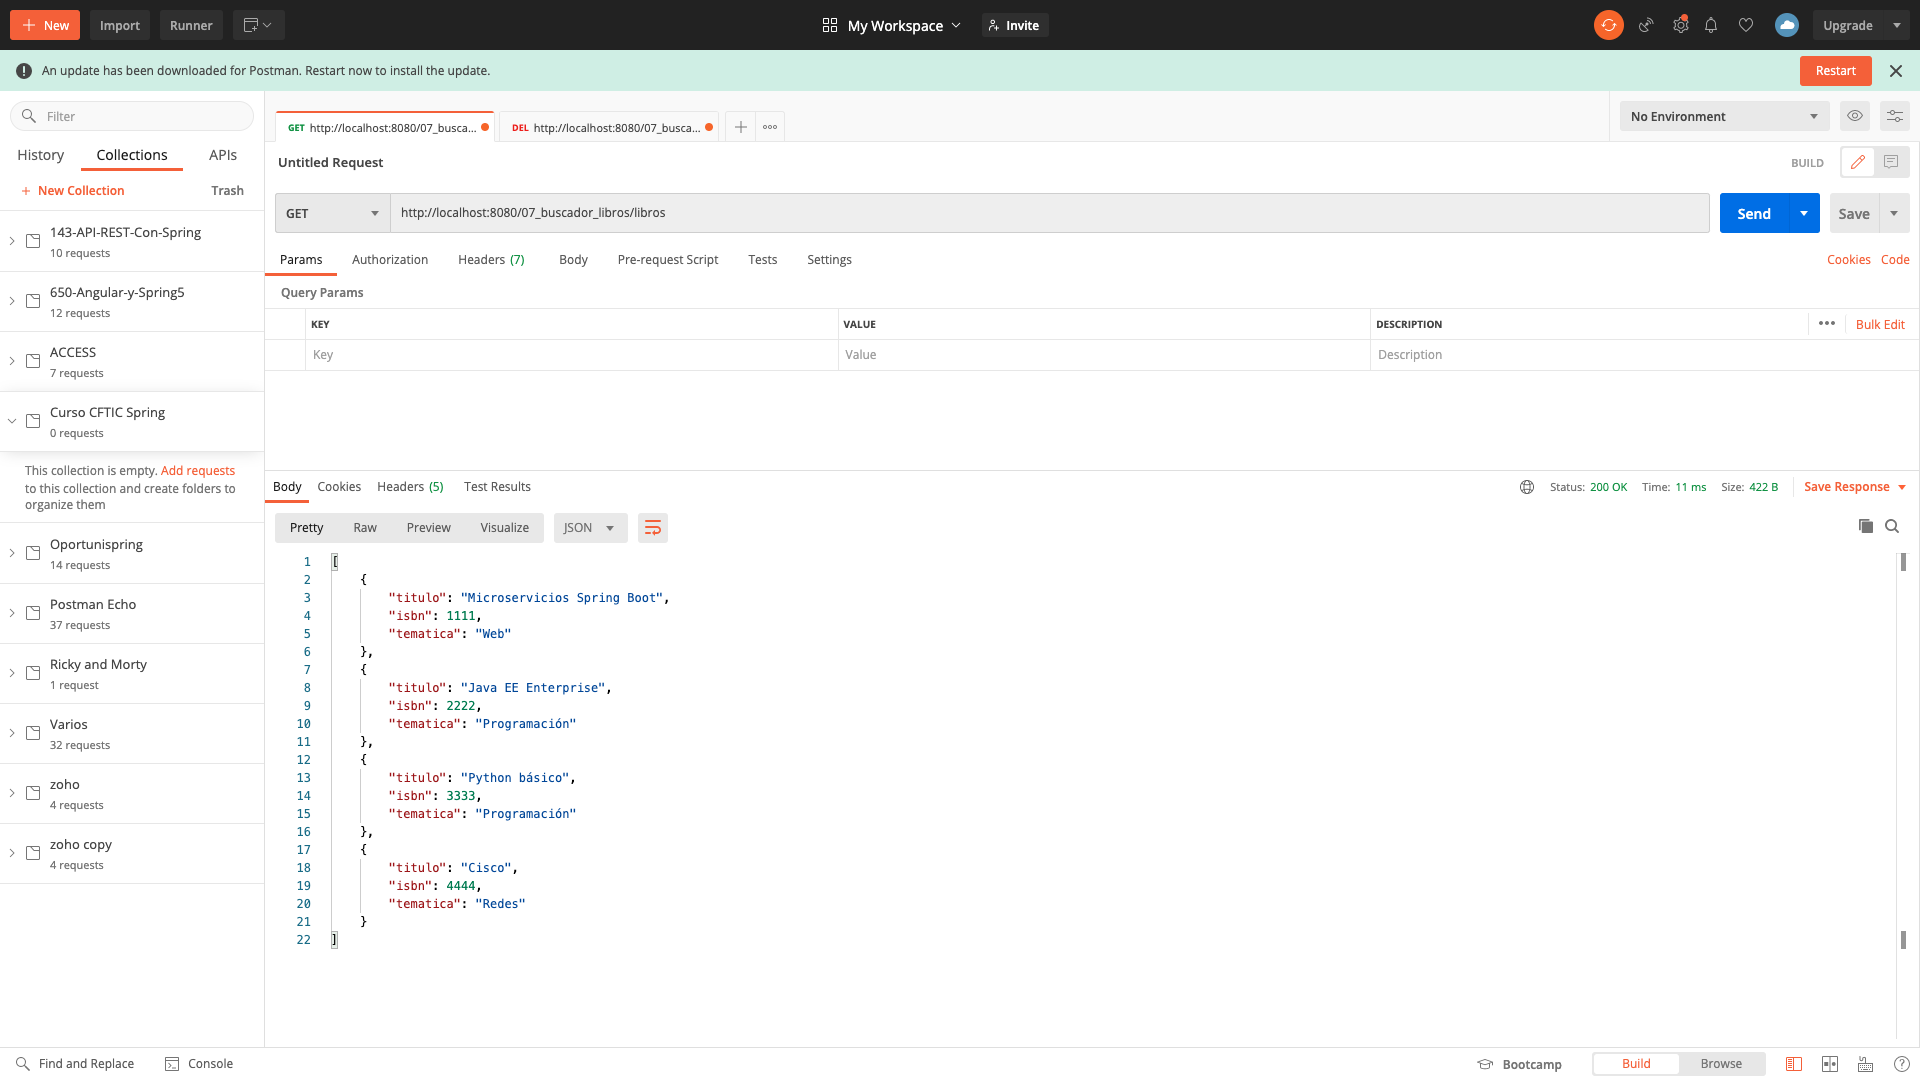 New
Import
Runner
My Workspace
Invite
Upgrade
An update has been downloaded for Postman. Restart now to install the update.
Restart
Filter
History
Collections
APIs
New Collection
Trash
143-API-REST-Con-Spring
10 requests
650-Angular-y-Spring5
12 requests
ACCESS
7 requests
Curso CFTIC Spring
0 requests
This collection is empty. Add requests
to this collection and create folders to
organize them
Oportunispring
14 requests
Postman Echo
37 requests
Ricky and Morty
1 request
Varios
32 requests
zoho
4 requests
zoho copy
4 requests
GET http://localhost:8080/07_busca...
DEL http://localhost:8080/07_busca...
No Environment
Untitled Request
BUILD
GET
http://localhost:8080/07_buscador_libros/libros
Send
Save
Params
Authorization
Headers (7)
Body
Pre-request Script
Tests
Settings
Cookies
Code
Query Params
KEY
VALUE
DESCRIPTION
Bulk Edit
Key
Value
Description
Body
Cookies
Headers (5)
Test Results
Status: 200 OK
Time: 11 ms
Size: 422 B
Save Response
Pretty
Raw
Preview
Visualize
JSON
1 [
2 {
3 "titulo": "Microservicios Spring Boot",
4 "isbn": 1111,
5 "tematica": "Web"
6 },
7 {
8 "titulo": "Java EE Enterprise",
9 "isbn": 2222,
10 "tematica": "Programación"
11 },
12 {
13 "titulo": "Python básico",
14 "isbn": 3333,
15 "tematica": "Programación"
16 },
17 {
18 "titulo": "Cisco",
19 "isbn": 4444,
20 "tematica": "Redes"
21 }
22 ]
Find and Replace
Console
Bootcamp
Build
Browse